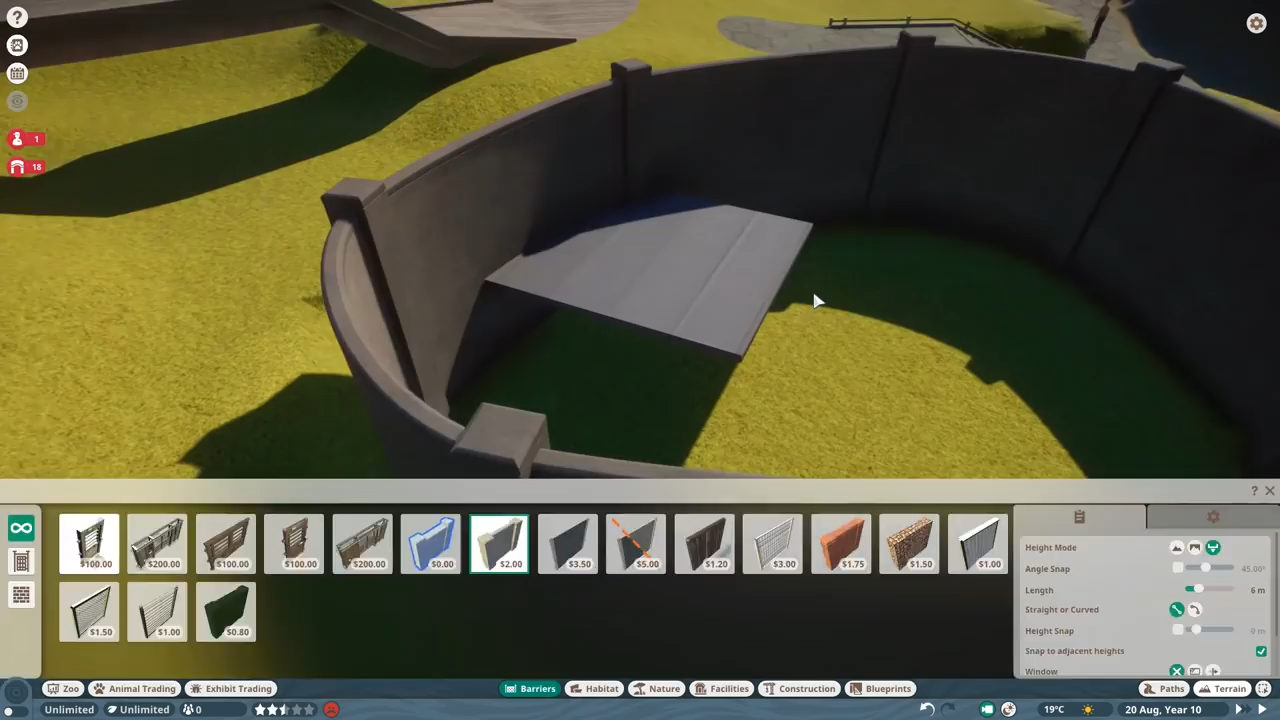 ?
1
18
? ×
$100.00 $200.00 $100.00 $100.00 $200.00 $0.00 $2.00 $3.50 $5.00 $1.20 $3.00 $1.75 $1.50 $1.00
$1.50 $1.00 $0.80
Height Mode
Angle Snap 45.00°
Length 6 m
Straight or Curved
Height Snap 0 m
Snap to adjacent heights
Window
Zoo Animal Trading Exhibit Trading Barriers Habitat Nature Facilities Construction Blueprints Paths Terrain
Unlimited Unlimited 0 19°C 20 Aug, Year 10